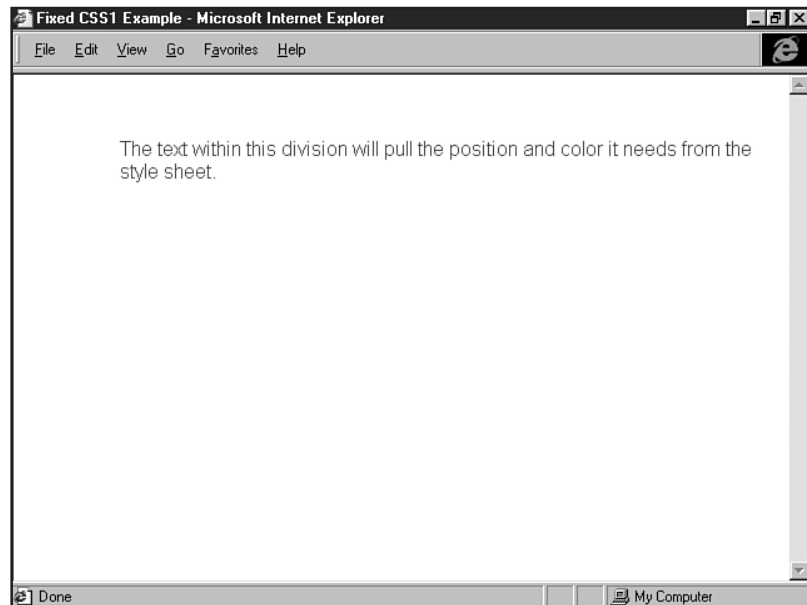 Fixed CSS1 Example - Microsoft Internet Explorer
File Edit View Go Favorites Help
The text within this division will pull the position and color it needs from the
style sheet.
Done My Computer